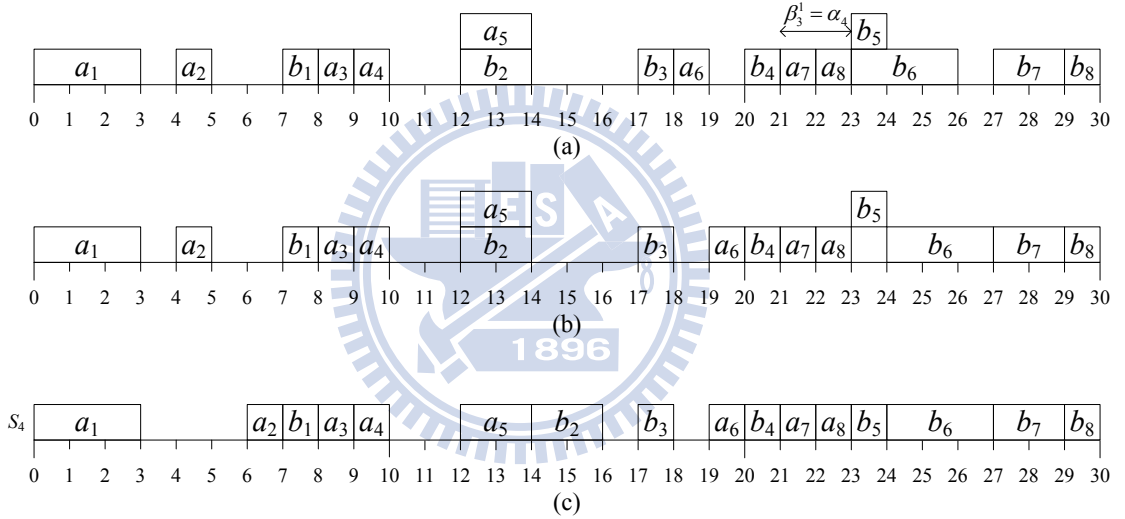 β₃¹ = α₄
a₅ b₅
a₁ a₂ b₁ a₃ a₄ b₂ b₃ a₆ b₄ a₇ a₈ b₆ b₇ b₈
0 1 2 3 4 5 6 7 8 9 10 11 12 13 14 15 16 17 18 19 20 21 22 23 24 25 26 27 28 29 30
(a)
a₅ b₅
a₁ a₂ b₁ a₃ a₄ b₂ b₃ a₆ b₄ a₇ a₈ b₆ b₇ b₈
0 1 2 3 4 5 6 7 8 9 10 11 12 13 14 15 16 17 18 19 20 21 22 23 24 25 26 27 28 29 30
(b)
S₄ a₁ a₂ b₁ a₃ a₄ a₅ b₂ b₃ a₆ b₄ a₇ a₈ b₅ b₆ b₇ b₈
0 1 2 3 4 5 6 7 8 9 10 11 12 13 14 15 16 17 18 19 20 21 22 23 24 25 26 27 28 29 30
(c)
ESA
1896